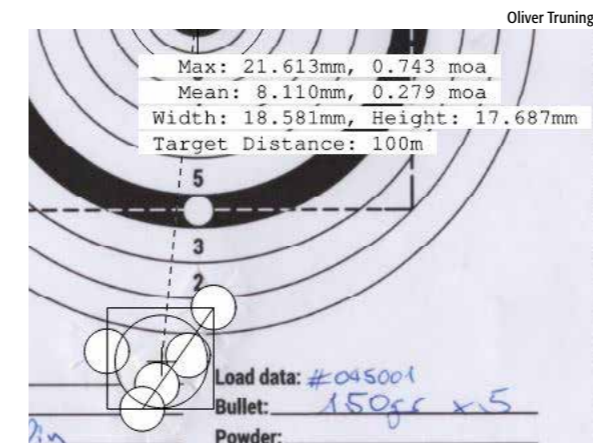 Oliver Truning
Max: 21.613mm, 0.743 moa
Mean: 8.110mm, 0.279 moa
Width: 18.581mm, Height: 17.687mm
Target Distance: 100m
5
3
2
Load data: #045001
Bullet: 150gr x.5
Powder: